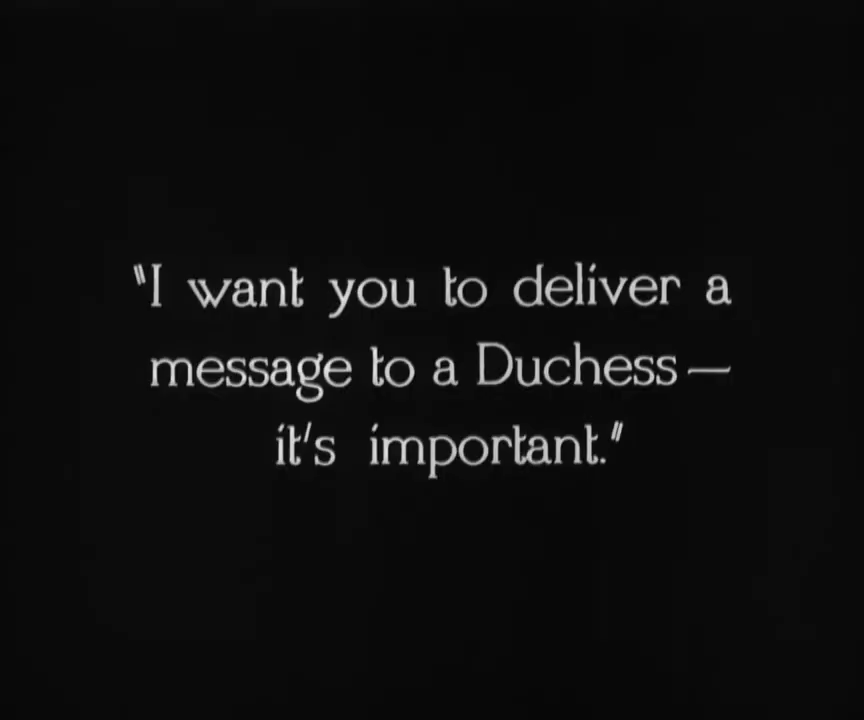 "I want you to deliver a
message to a Duchess—
it's important."